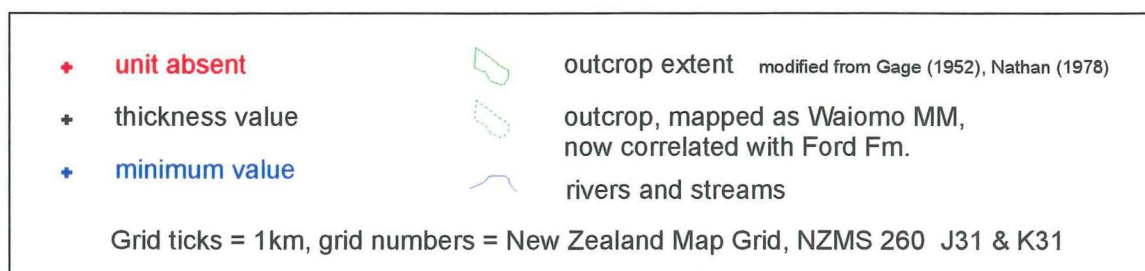 unit absent
outcrop extent modified from Gage (1952), Nathan (1978)
thickness value
outcrop, mapped as Waiomo MM,
now correlated with Ford Fm.
minimum value
rivers and streams
Grid ticks = 1km, grid numbers = New Zealand Map Grid, NZMS 260 J31 & K31